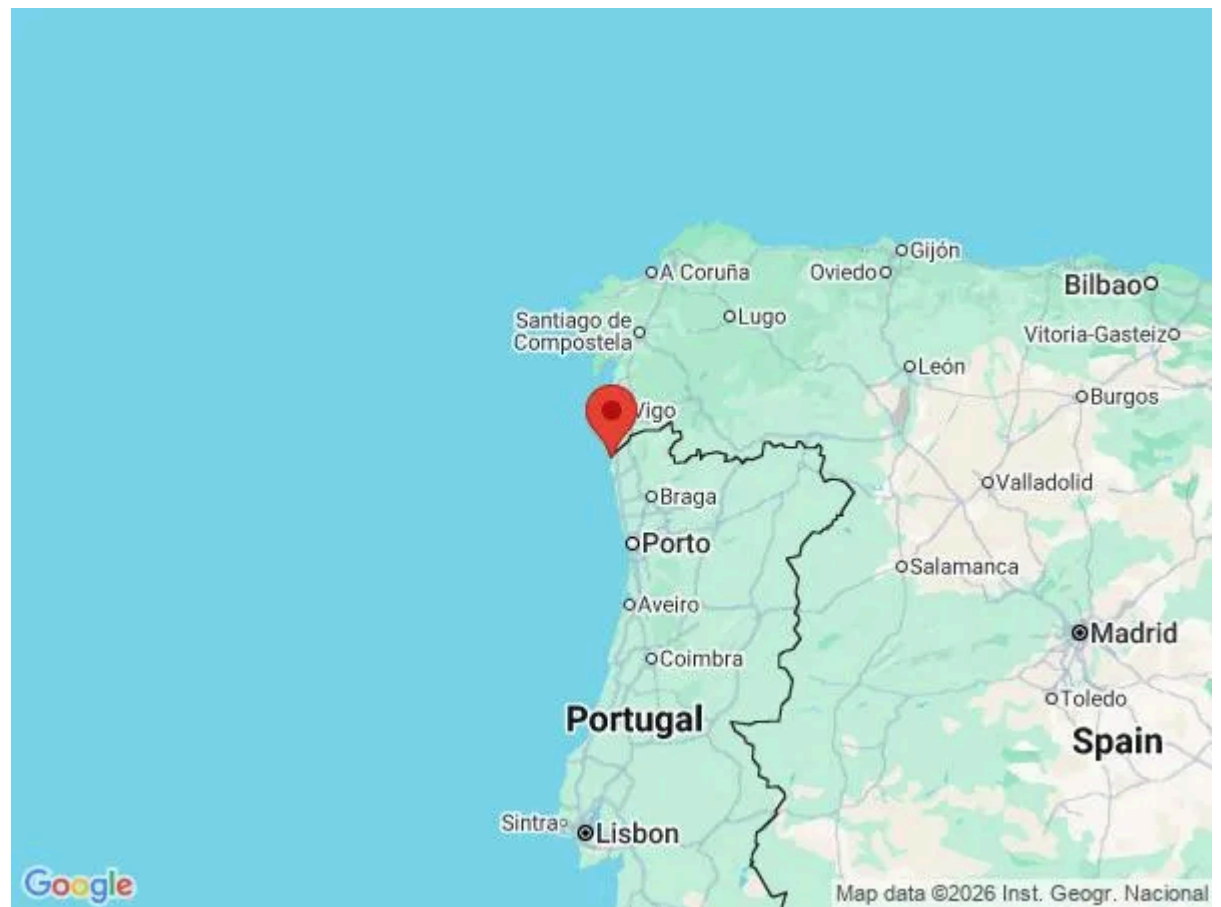 Gijón
A Coruña
Oviedo
Bilbao
Lugo
Santiago de
Compostela
Vitoria-Gasteiz
León
Burgos
Vigo
Valladolid
Braga
Porto
Salamanca
Aveiro
Madrid
Coimbra
Toledo
Portugal
Spain
Sintra
Lisbon
Google
Map data ©2026 Inst. Geogr. Nacional